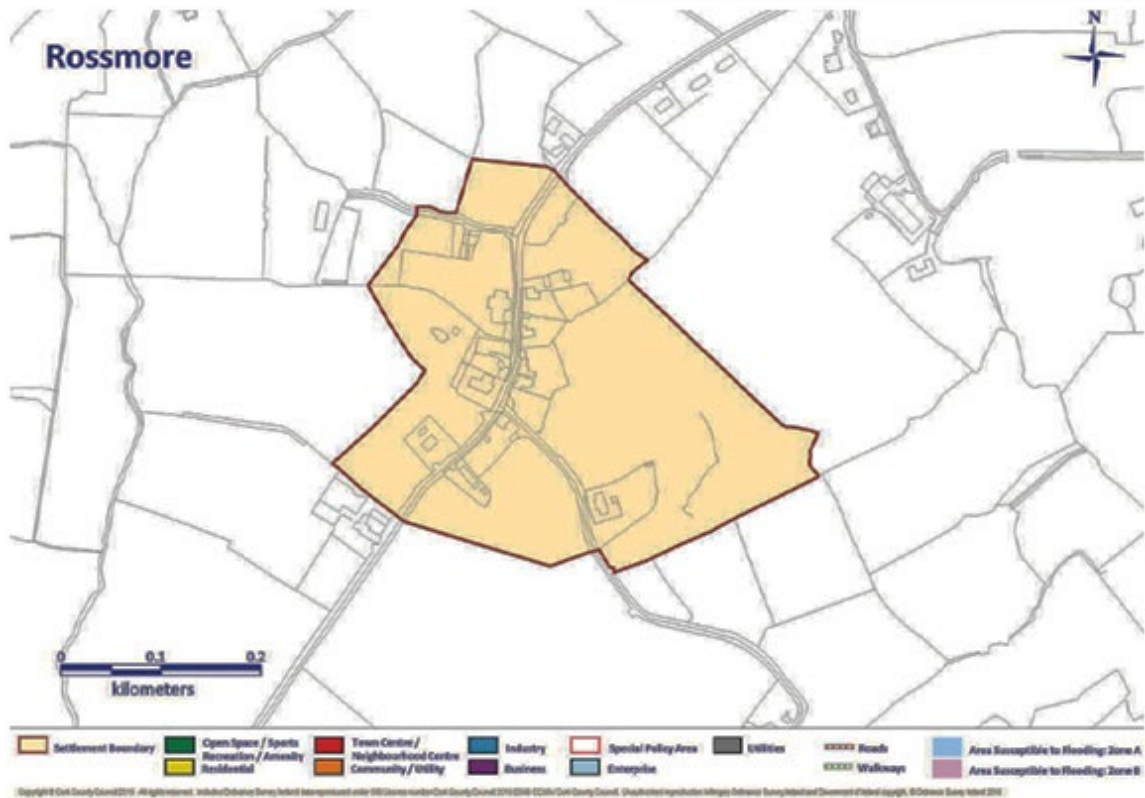 Rossmore
N
0 0.1 0.2
kilometers
Settlement Boundary
Open Space / Sports
Recreation / Amenity
Residential
Town Centre /
Neighbourhood Centre
Community / Utility
Industry
Business
Special Policy Area
Enterprise
Utilities
Roads
Walkways
Area Susceptible to Flooding: Zone A
Area Susceptible to Flooding: Zone B